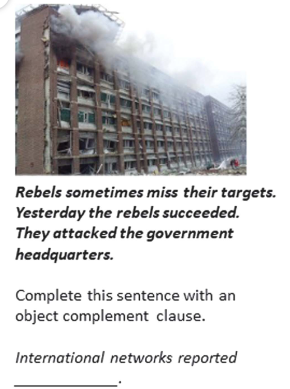 Rebels sometimes miss their targets.
Yesterday the rebels succeeded.
They attacked the government
headquarters.
Complete this sentence with an
object complement clause.
International networks reported
_____________.